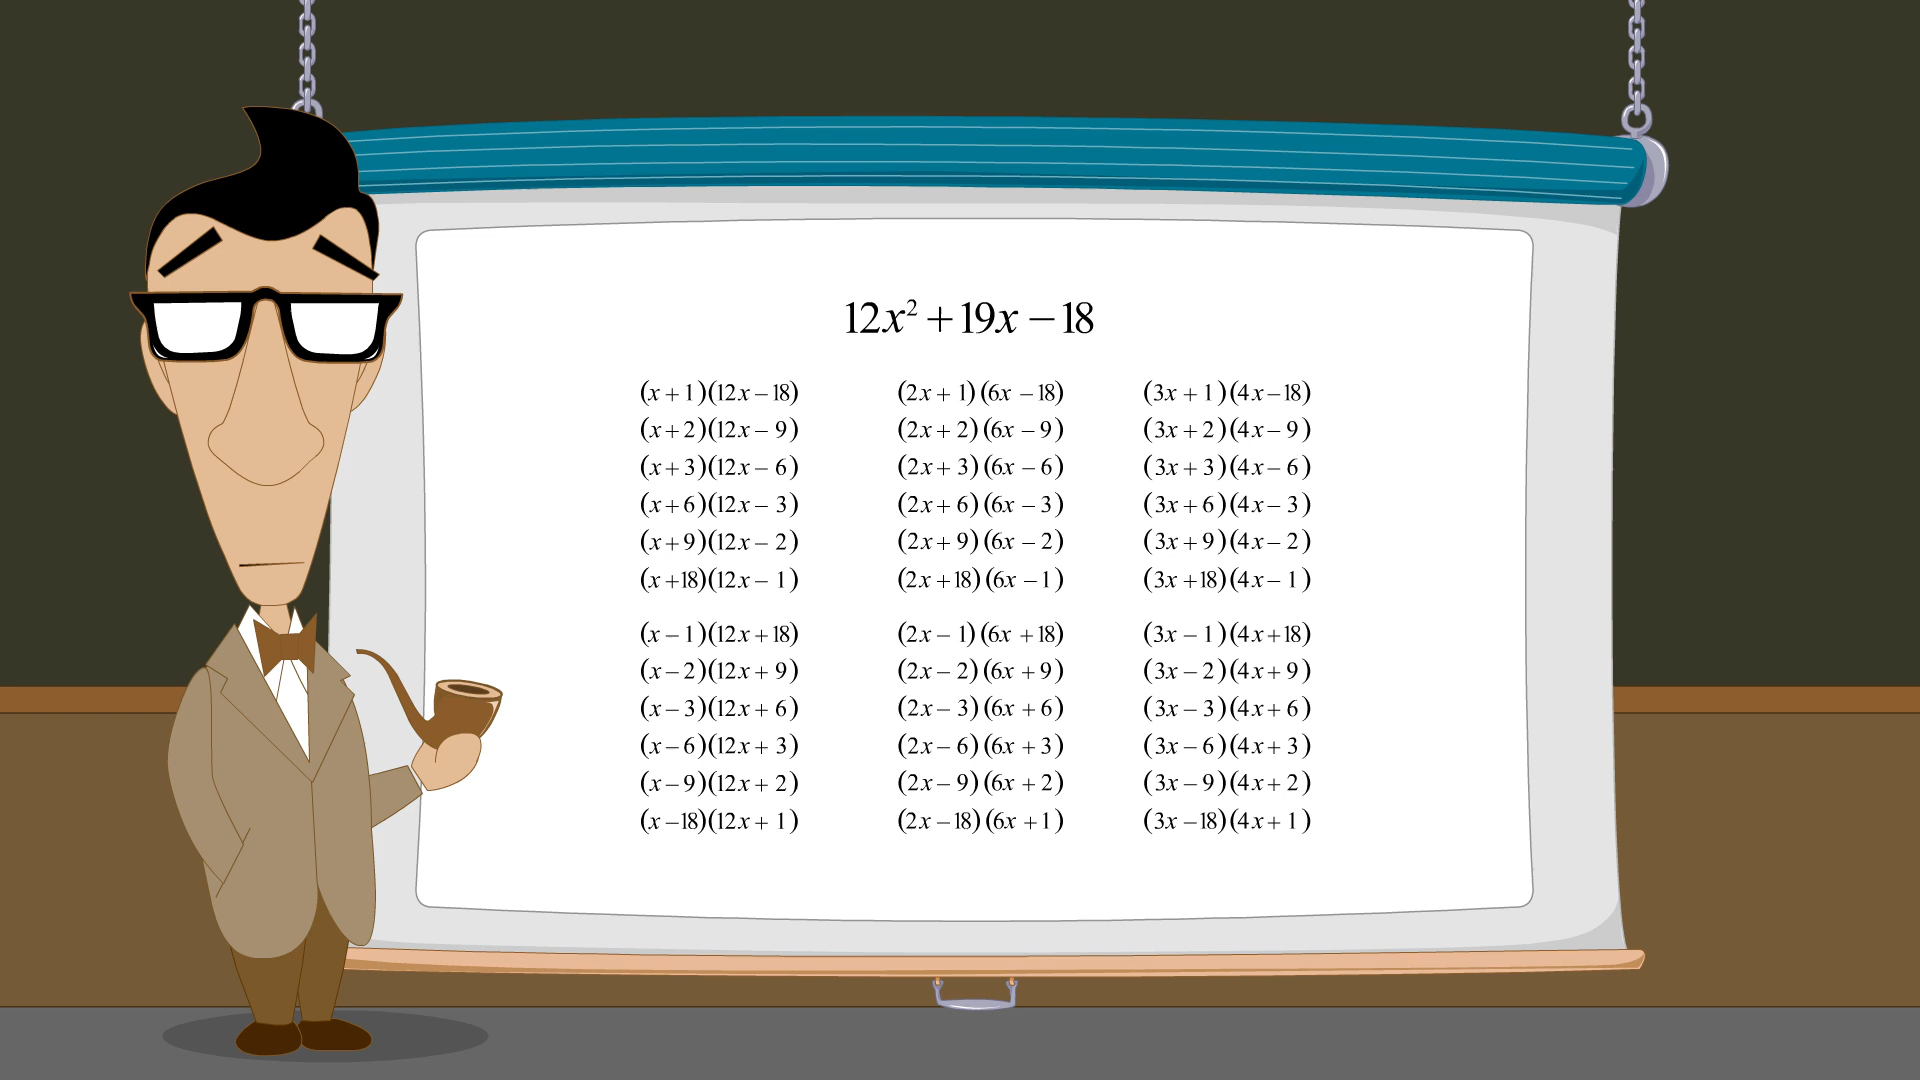 12x² + 19x − 18
(x + 1)(12x − 18) (2x + 1)(6x − 18) (3x + 1)(4x − 18)
(x + 2)(12x − 9) (2x + 2)(6x − 9) (3x + 2)(4x − 9)
(x + 3)(12x − 6) (2x + 3)(6x − 6) (3x + 3)(4x − 6)
(x + 6)(12x − 3) (2x + 6)(6x − 3) (3x + 6)(4x − 3)
(x + 9)(12x − 2) (2x + 9)(6x − 2) (3x + 9)(4x − 2)
(x + 18)(12x − 1) (2x + 18)(6x − 1) (3x + 18)(4x − 1)
(x − 1)(12x + 18) (2x − 1)(6x + 18) (3x − 1)(4x + 18)
(x − 2)(12x + 9) (2x − 2)(6x + 9) (3x − 2)(4x + 9)
(x − 3)(12x + 6) (2x − 3)(6x + 6) (3x − 3)(4x + 6)
(x − 6)(12x + 3) (2x − 6)(6x + 3) (3x − 6)(4x + 3)
(x − 9)(12x + 2) (2x − 9)(6x + 2) (3x − 9)(4x + 2)
(x − 18)(12x + 1) (2x − 18)(6x + 1) (3x − 18)(4x + 1)